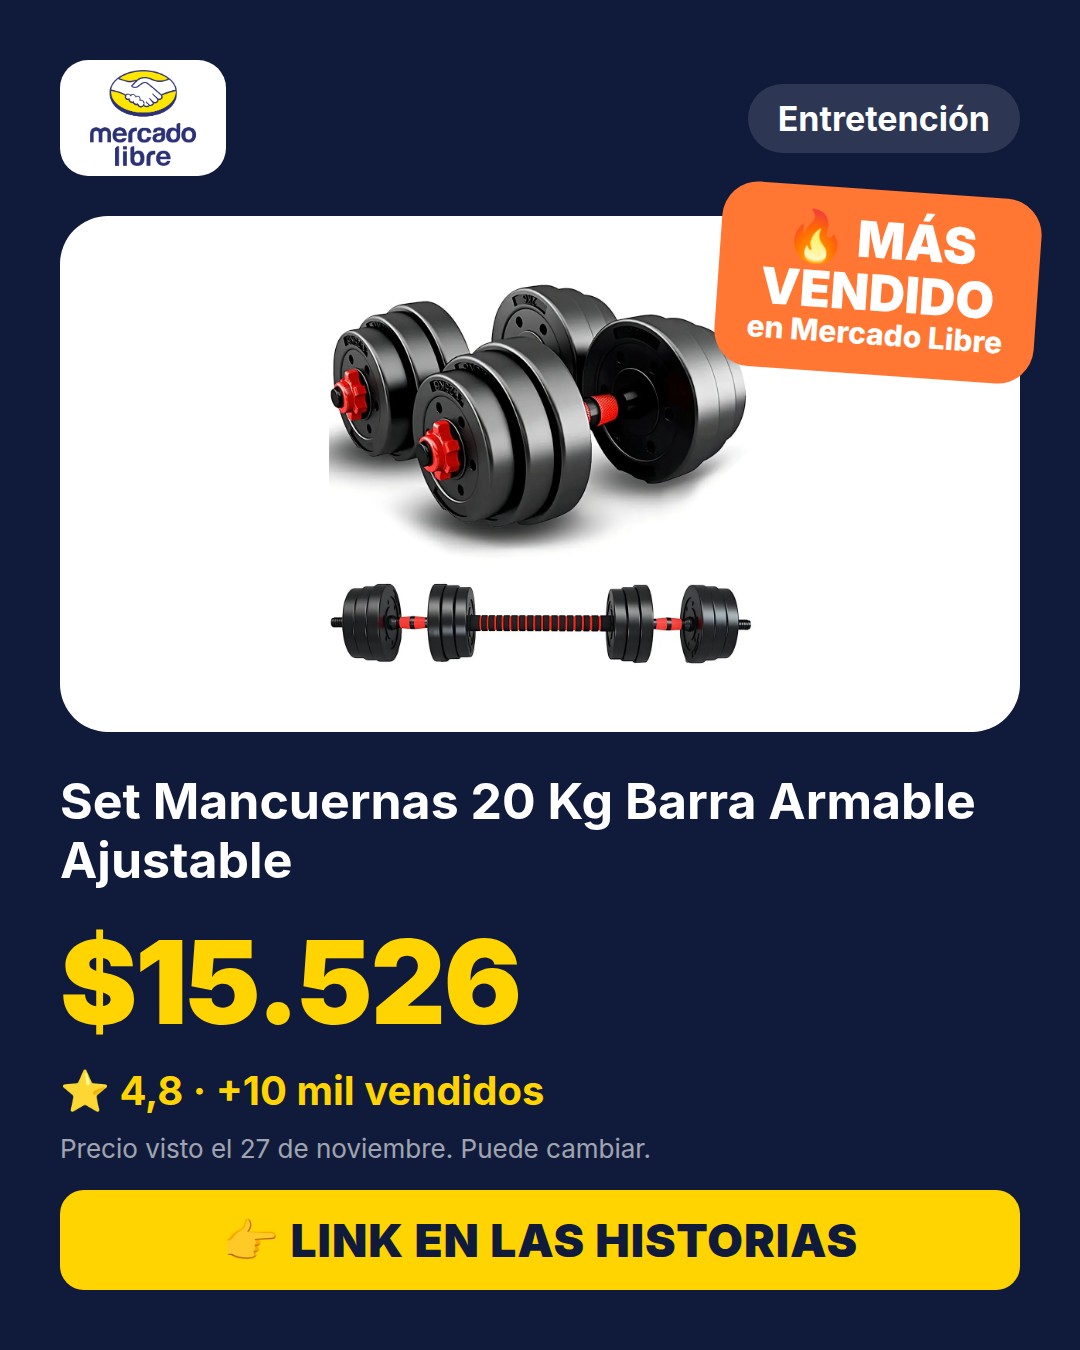 mercado
libre
Entretención
🔥 MÁS
VENDIDO
en Mercado Libre
Set Mancuernas 20 Kg Barra Armable
Ajustable
$15.526
⭐ 4,8 · +10 mil vendidos
Precio visto el 27 de noviembre. Puede cambiar.
👉 LINK EN LAS HISTORIAS